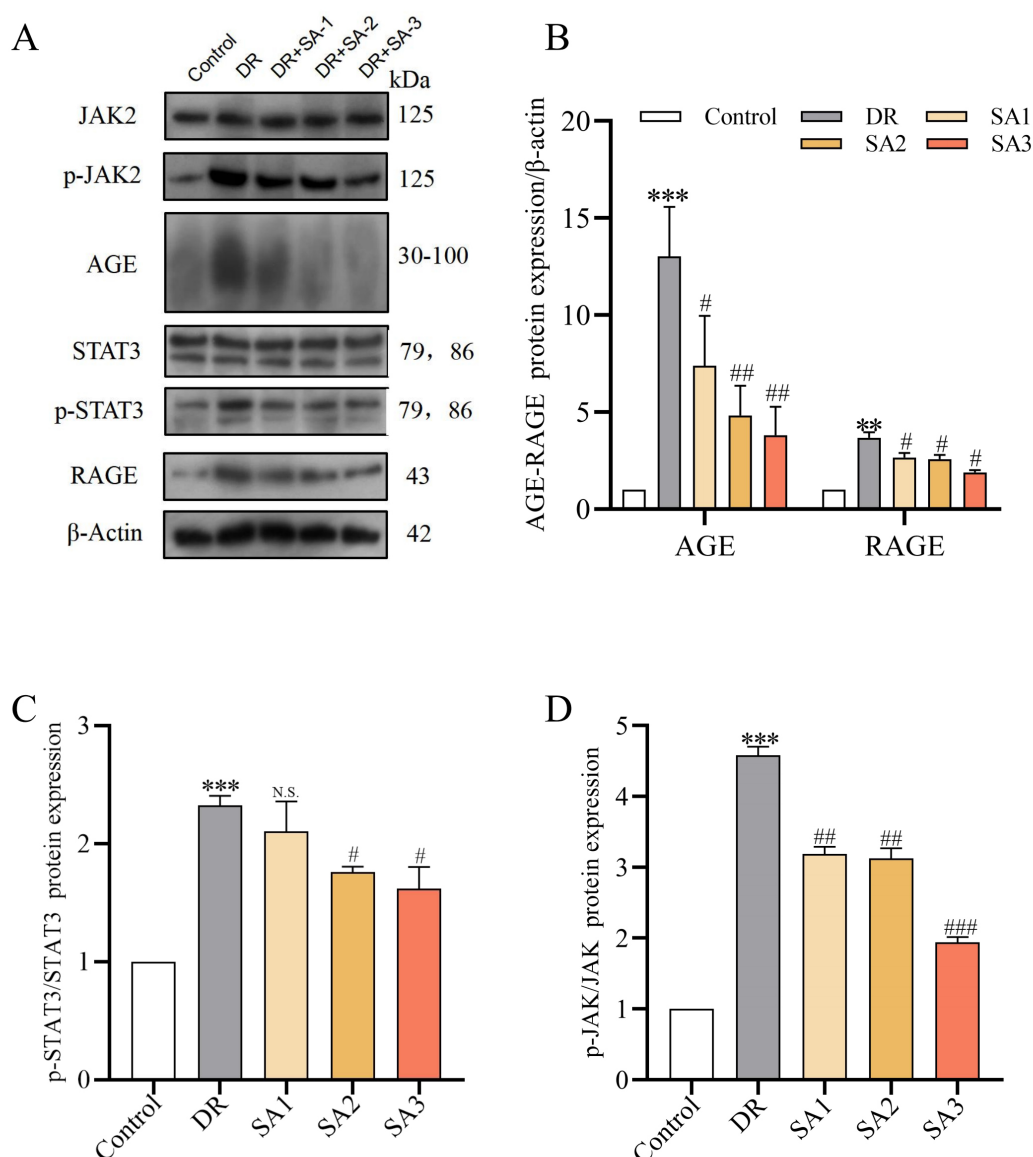 A
Control
DR
DR+SA-1
DR+SA-2
DR+SA-3
kDa
JAK2
125
p-JAK2
125
AGE
30-100
STAT3
79，86
p-STAT3
79，86
RAGE
43
β-Actin
42
B
AGE-RAGE protein expression/β-actin
20
15
10
5
0
Control
DR
SA1
SA2
SA3
***
#
##
##
**
#
#
#
AGE
RAGE
C
p-STAT3/STAT3 protein expression
3
2
1
0
***
N.S.
#
#
Control
DR
SA1
SA2
SA3
D
p-JAK/JAK protein expression
5
4
3
2
1
0
***
##
##
###
Control
DR
SA1
SA2
SA3